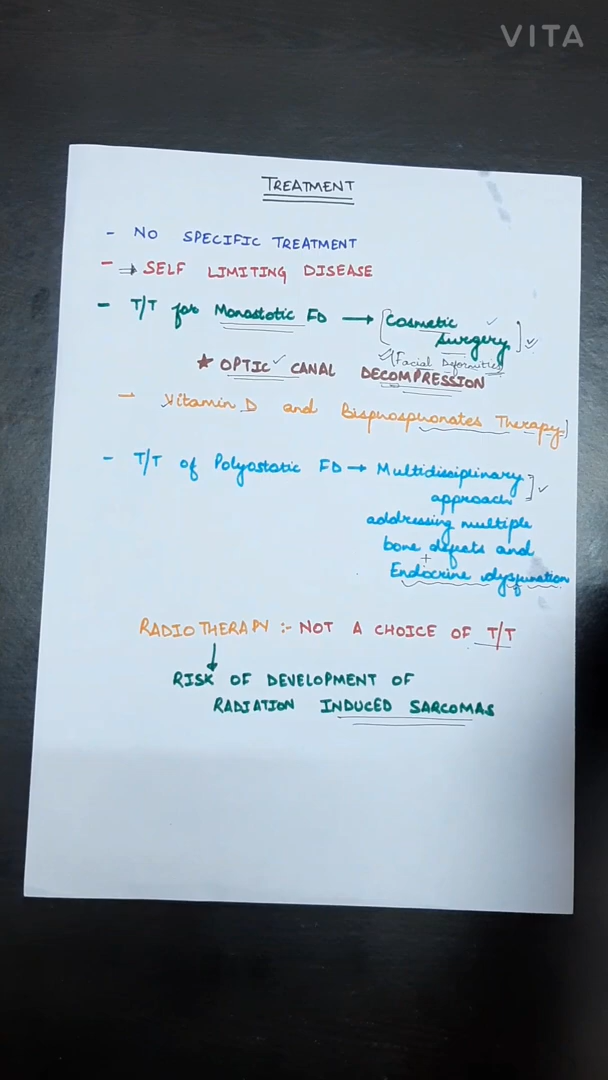 VITA
TREATMENT
- NO SPECIFIC TREATMENT
- → SELF LIMITING DISEASE
- T/T for Monostotic FD → Cosmetic
Surgery
(Facial Deformities)
★ OPTIC CANAL DECOMPRESSION
- Vitamin D and Bisphosphonates Therapy
- T/T of Polyostotic FD → Multidisciplinary
approach
addressing multiple
bone defects and
+
Endocrine dysfunation
RADIOTHERAPY :- NOT A CHOICE OF T/T
↓
RISK OF DEVELOPMENT OF
RADIATION INDUCED SARCOMAS